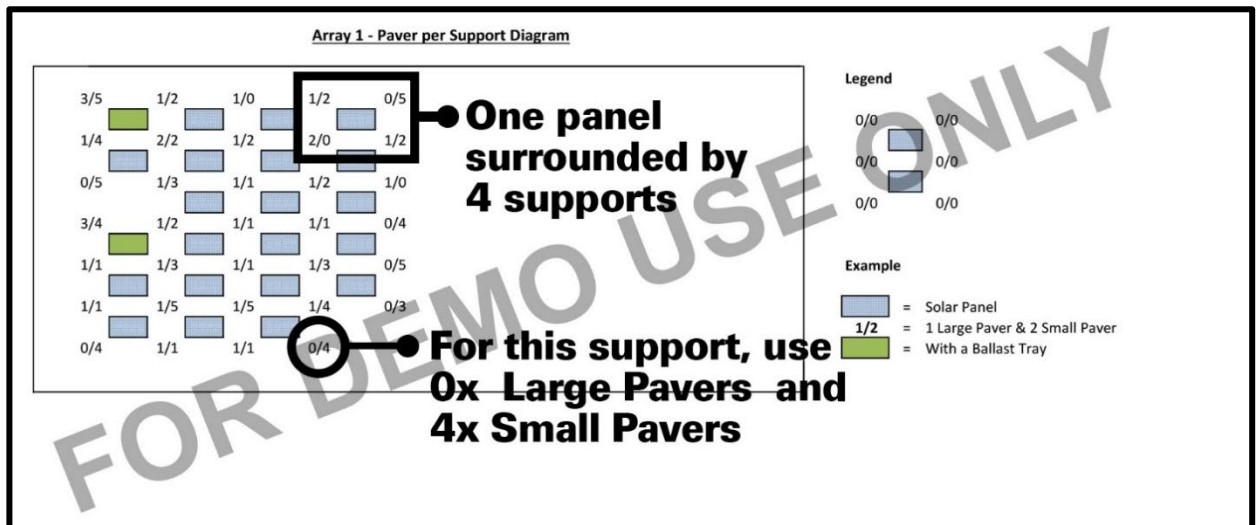 Array 1 - Paver per Support Diagram
3/5 1/2 1/0 1/2 0/5
1/4 2/2 1/2 2/0 1/2
0/5 1/3 1/1 1/2 1/0
3/4 1/2 1/1 1/1 0/4
1/1 1/3 1/1 1/3 0/5
1/1 1/5 1/5 1/4 0/3
0/4 1/1 1/1 0/4
One panel
surrounded by
4 supports
For this support, use
0x Large Pavers and
4x Small Pavers
Legend
0/0 0/0
0/0 0/0
0/0 0/0
Example
= Solar Panel
1/2 = 1 Large Paver & 2 Small Paver
= With a Ballast Tray
FOR DEMO USE ONLY